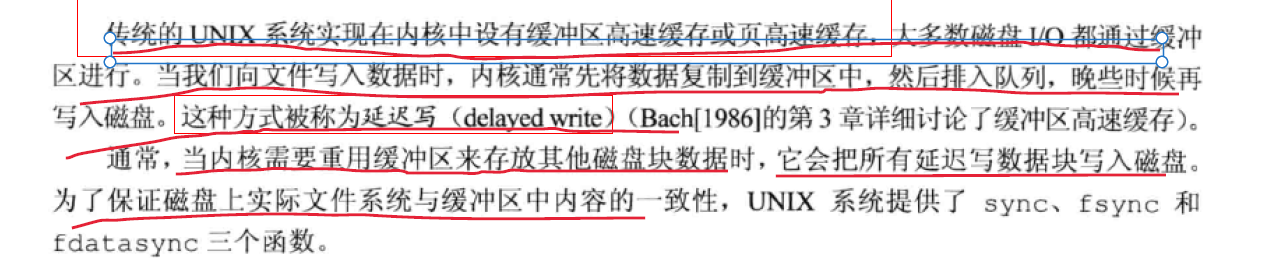 传统的 UNIX 系统实现在内核中设有缓冲区高速缓存或页高速缓存，大多数磁盘 I/O 都通过缓冲
区进行。当我们向文件写入数据时，内核通常先将数据复制到缓冲区中，然后排入队列，晚些时候再
写入磁盘。这种方式被称为延迟写（delayed write）（Bach[1986]的第 3 章详细讨论了缓冲区高速缓存）。
通常，当内核需要重用缓冲区来存放其他磁盘块数据时，它会把所有延迟写数据块写入磁盘。
为了保证磁盘上实际文件系统与缓冲区中内容的一致性，UNIX 系统提供了 sync、fsync 和
fdatasync 三个函数。